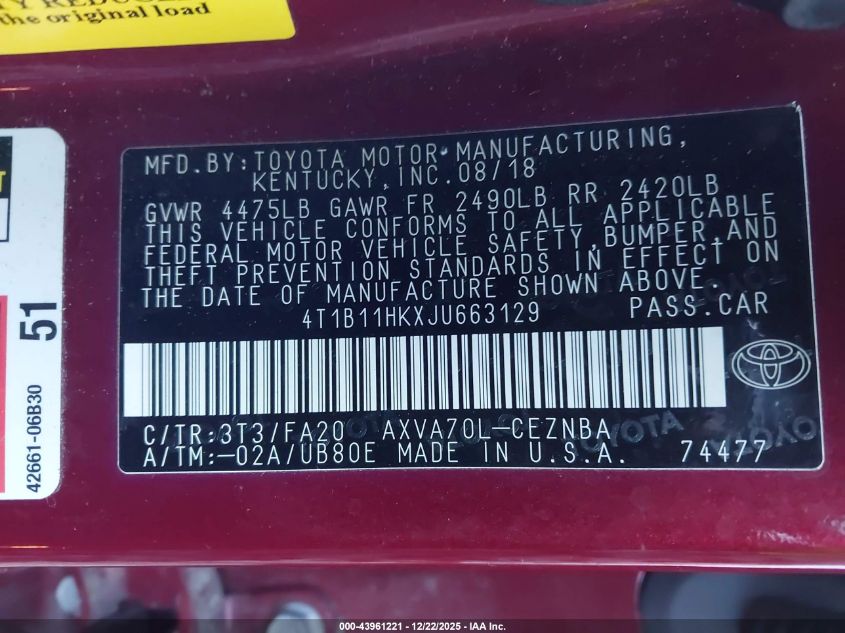 TY REDUCED
the original load
MFD.BY:TOYOTA MOTOR MANUFACTURING,
KENTUCKY,INC.08/18
GVWR 4475LB GAWR FR 2490LB RR 2420LB
THIS VEHICLE CONFORMS TO ALL APPLICABLE
FEDERAL MOTOR VEHICLE SAFETY,BUMPER,AND
THEFT PREVENTION STANDARDS IN EFFECT ON
THE DATE OF MANUFACTURE SHOWN ABOVE.
4T1B11HKXJU663129 PASS.CAR
C/TR:3T3/FA20 AXVA70L-CEZNBA
A/TM:-02A/UB80E MADE IN U.S.A. 74477
TOYOTA
51
42661-06B30
000-43961221 - 12/22/2025 - IAA Inc.